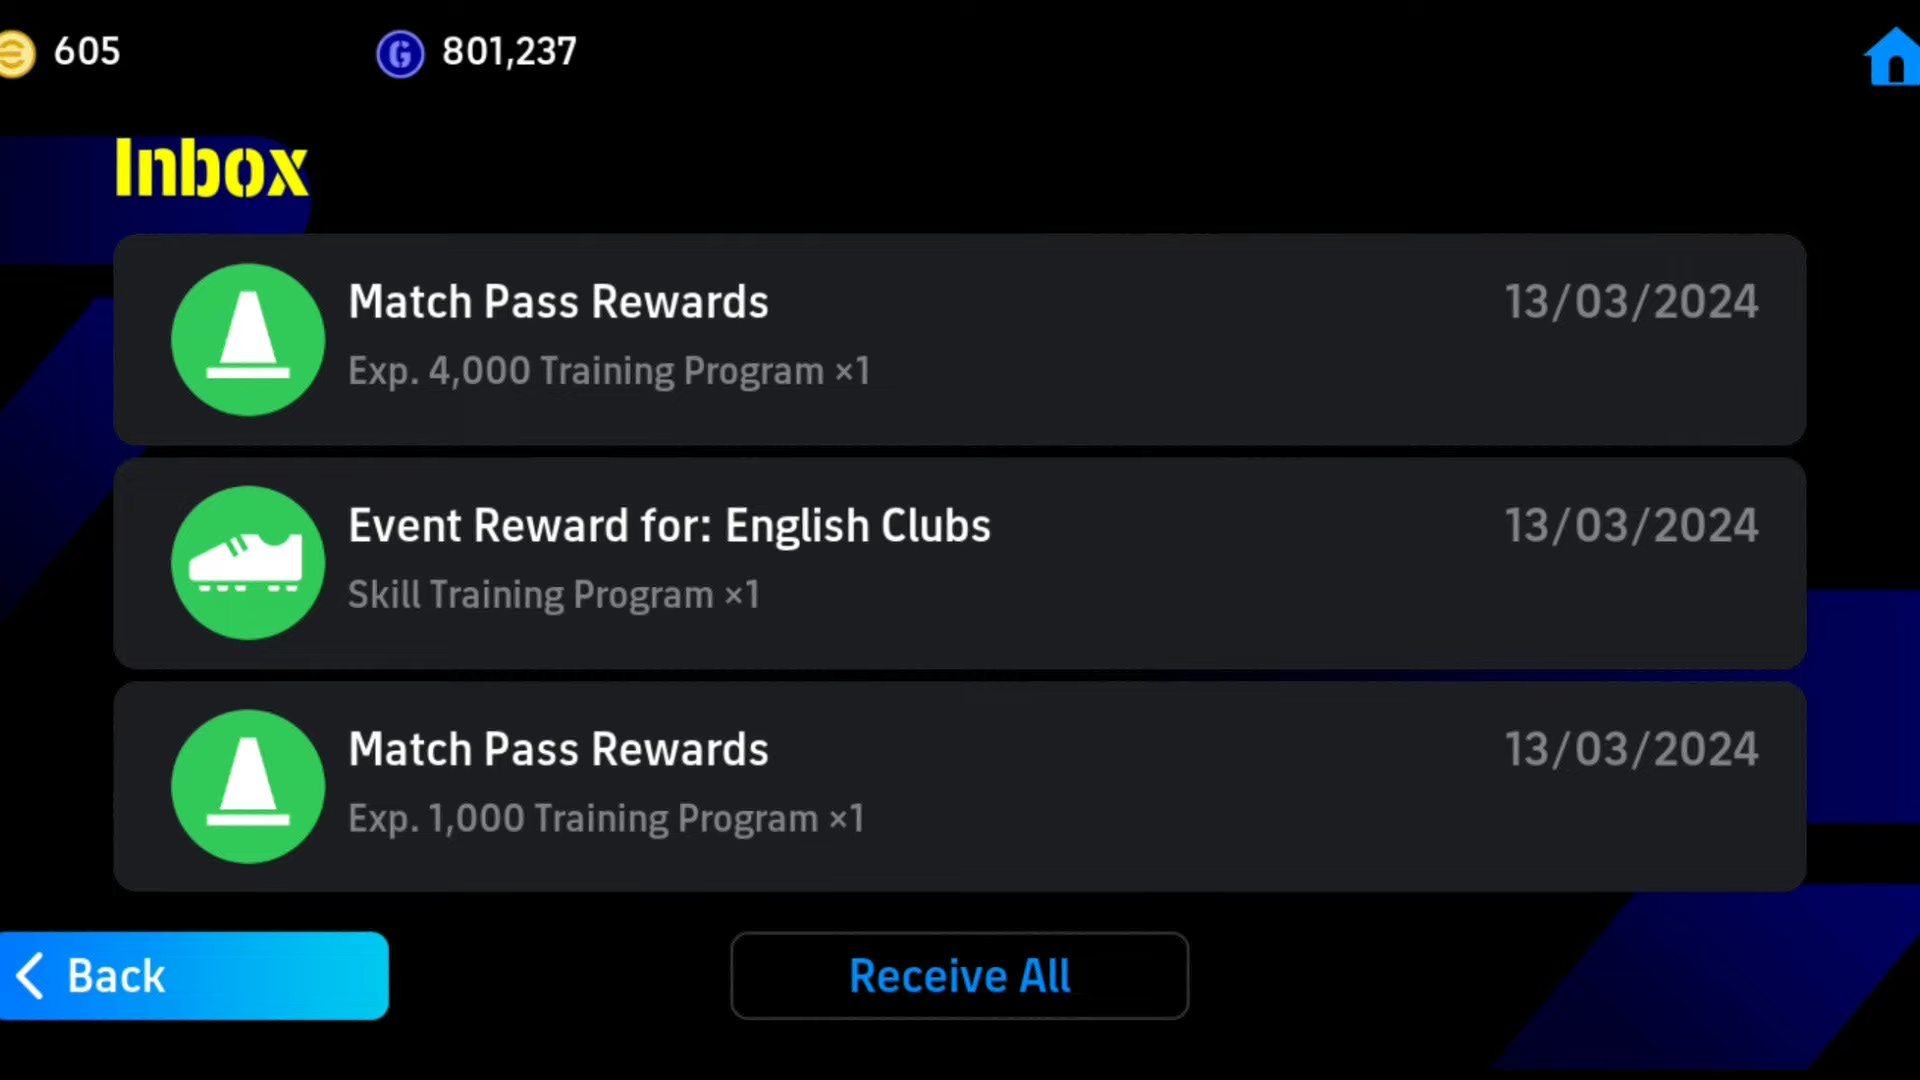 605
801,237
Inbox
Match Pass Rewards
13/03/2024
Exp. 4,000 Training Program ×1
Event Reward for: English Clubs
13/03/2024
Skill Training Program ×1
Match Pass Rewards
13/03/2024
Exp. 1,000 Training Program ×1
Back
Receive All